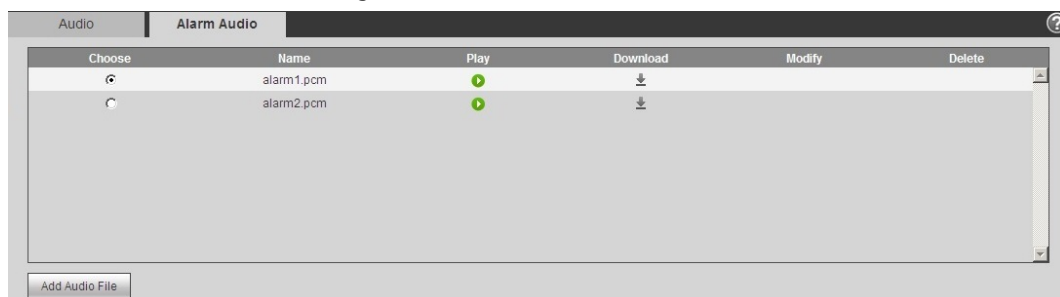 Audio Alarm Audio ?
Choose Name Play Download Modify Delete
alarm1.pcm
alarm2.pcm
Add Audio File